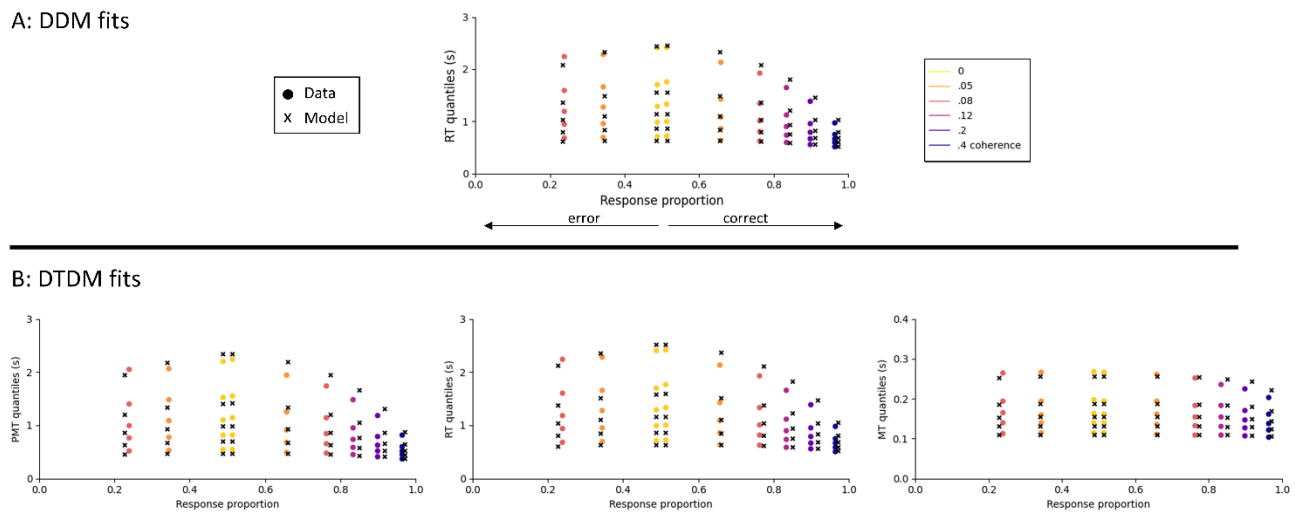 A: DDM fits
Data
Model
RT quantiles (s)
3
2
1
0
0.0 0.2 0.4 0.6 0.8 1.0
Response proportion
error correct
0
.05
.08
.12
.2
.4 coherence
B: DTDM fits
PMT quantiles (s)
3
2
1
0
0.0 0.2 0.4 0.6 0.8 1.0
Response proportion
RT quantiles (s)
3
2
1
0
0.0 0.2 0.4 0.6 0.8 1.0
Response proportion
MT quantiles (s)
0.4
0.3
0.2
0.1
0
0.0 0.2 0.4 0.6 0.8 1.0
Response proportion